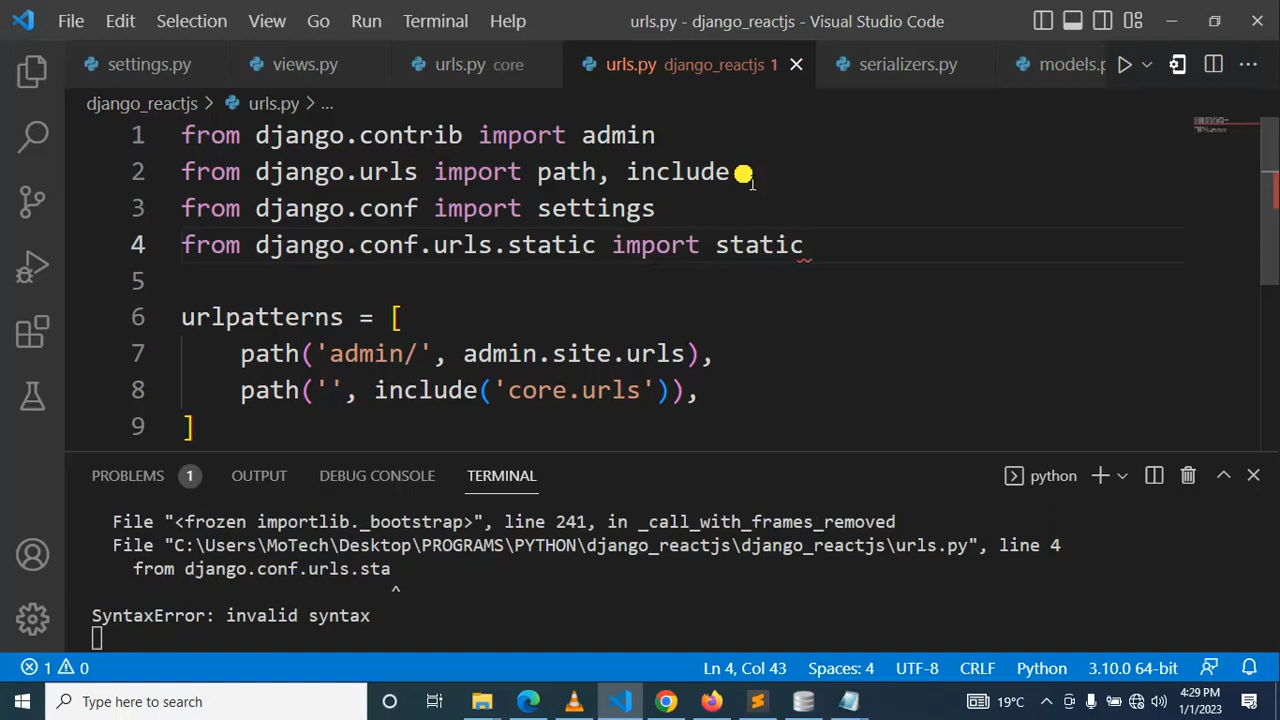 File Edit Selection View Go Run Terminal Help urls.py - django_reactjs - Visual Studio Code
settings.py views.py urls.py core urls.py django_reactjs 1 serializers.py models.p
django_reactjs > urls.py > ...
1 from django.contrib import admin
2 from django.urls import path, include
3 from django.conf import settings
4 from django.conf.urls.static import static
5
6 urlpatterns = [
7 path('admin/', admin.site.urls),
8 path('', include('core.urls')),
9 ]
PROBLEMS 1 OUTPUT DEBUG CONSOLE TERMINAL python
File "<frozen importlib._bootstrap>", line 241, in _call_with_frames_removed
File "C:\Users\MoTech\Desktop\PROGRAMS\PYTHON\django_reactjs\django_reactjs\urls.py", line 4
from django.conf.urls.sta
^
SyntaxError: invalid syntax
1 0 Ln 4, Col 43 Spaces: 4 UTF-8 CRLF Python 3.10.0 64-bit
Type here to search 19°C 4:29 PM
1/1/2023